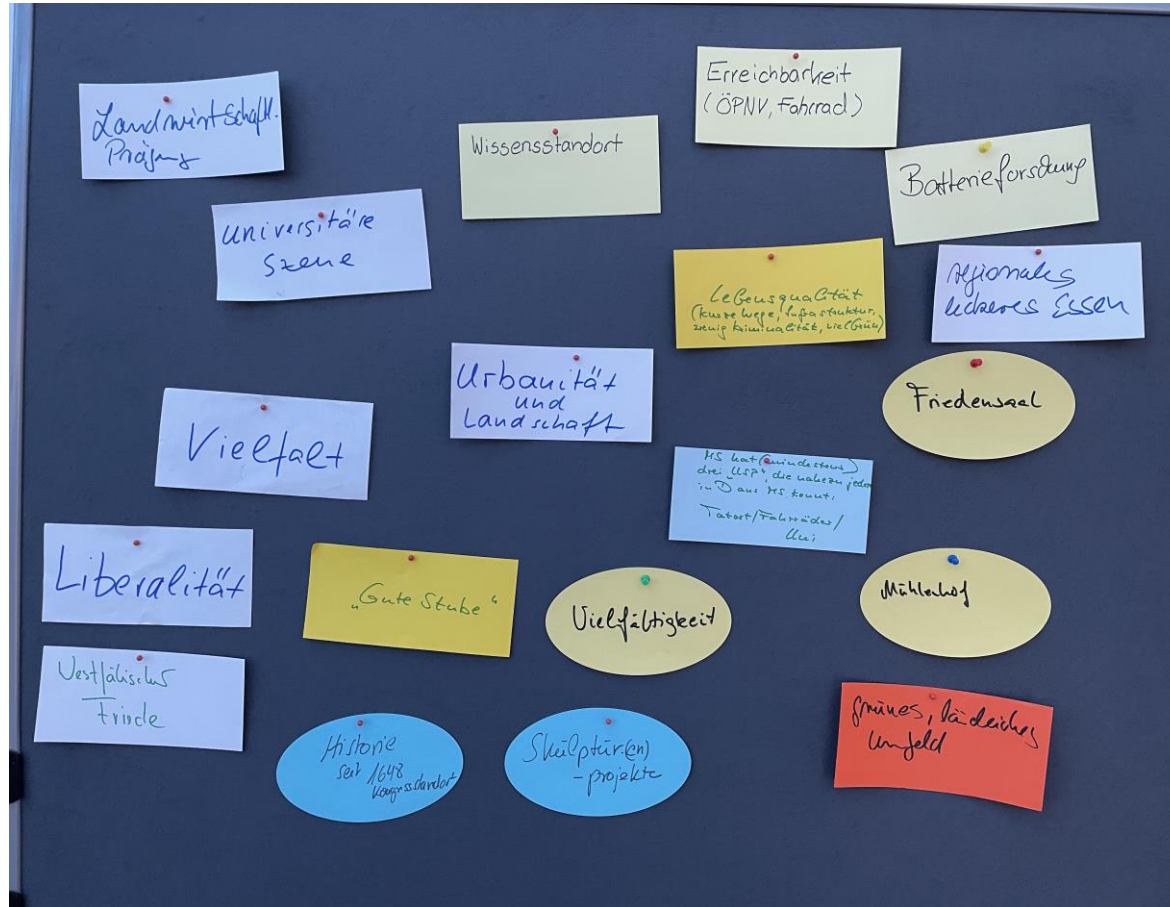 Landwirtschaftl.
Prägung
Universitäre
Szene
Wissensstandort
Erreichbarkeit
(ÖPNV, Fahrrad)
Batterieforschung
Lebensqualität
(kurze Wege, Infrastruktur,
wenig Kriminalität, viel Grün)
regionales
leckeres Essen
Urbanität
und
Landschaft
Friedensaal
Vielfalt
MS hat (mindestens)
drei „USP“, die nahezu jeder
in D aus MS kennt:
Tatort/Fahrräder/
Uni
Liberalität
„Gute Stube“
Vielfältigkeit
Mühlenhof
Westfälischer
Friede
Historie
seit 1648
Kongressstandort
Skulptur(en)
-projekte
grünes, ländliches
Umfeld